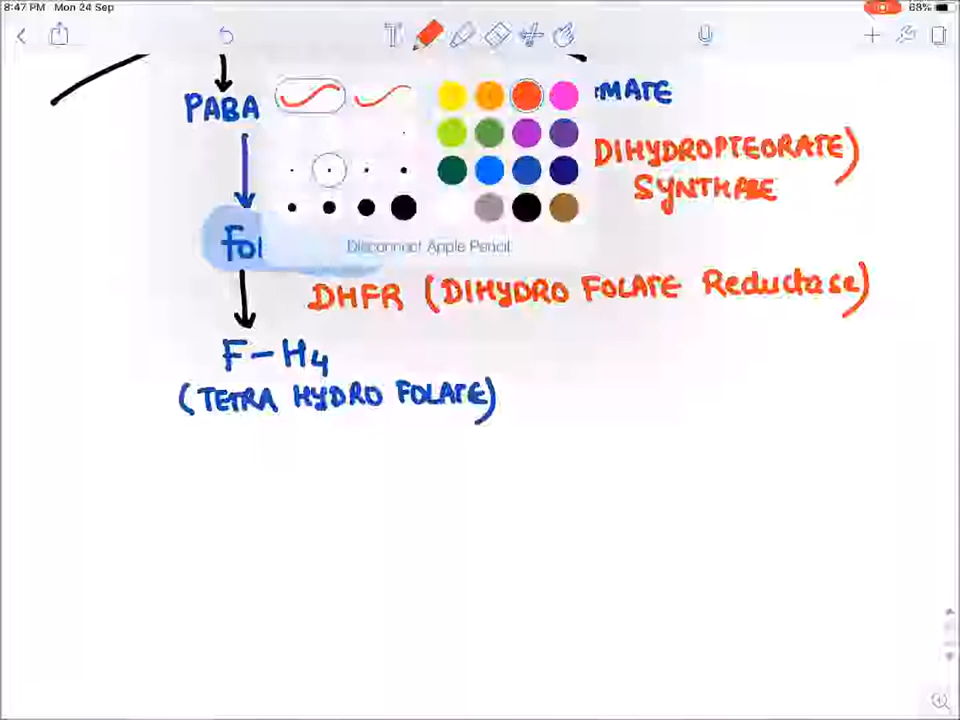 8:47 PM Mon 24 Sep
68%
PABA
MATE
DIHYDROPTEORATE)
SYNTHASE
Disconnect Apple Pencil
Fol
DHFR (DIHYDRO FOLATE Reductase)
F-H4
(TETRA HYDRO FOLATE)